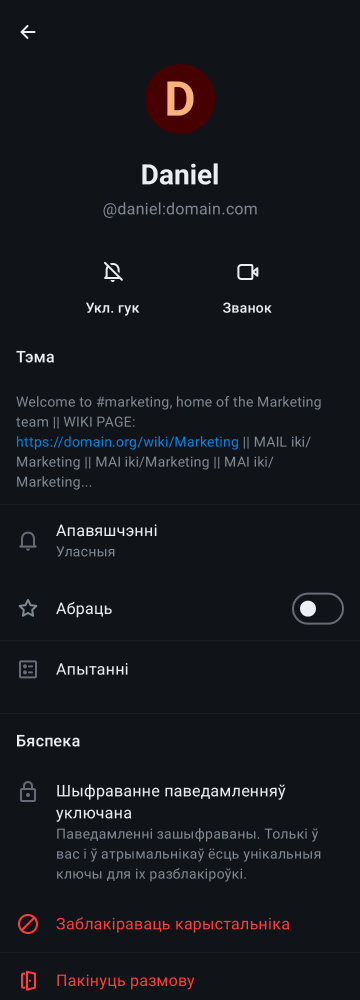 D
Daniel
@daniel:domain.com
Укл. гук
Званок
Тэма
Welcome to #marketing, home of the Marketing
team || WIKI PAGE:
https://domain.org/wiki/Marketing || MAIL iki/
Marketing || MAI iki/Marketing || MAI iki/
Marketing...
Апавяшчэнні
Уласныя
Абраць
Апытанні
Бяспека
Шыфраванне паведамленняў
уключана
Паведамленні зашыфраваны. Толькі ў
вас і ў атрымальнікаў ёсць унікальныя
ключы для іх разблакіроўкі.
Заблакіраваць карыстальніка
Пакінуць размову